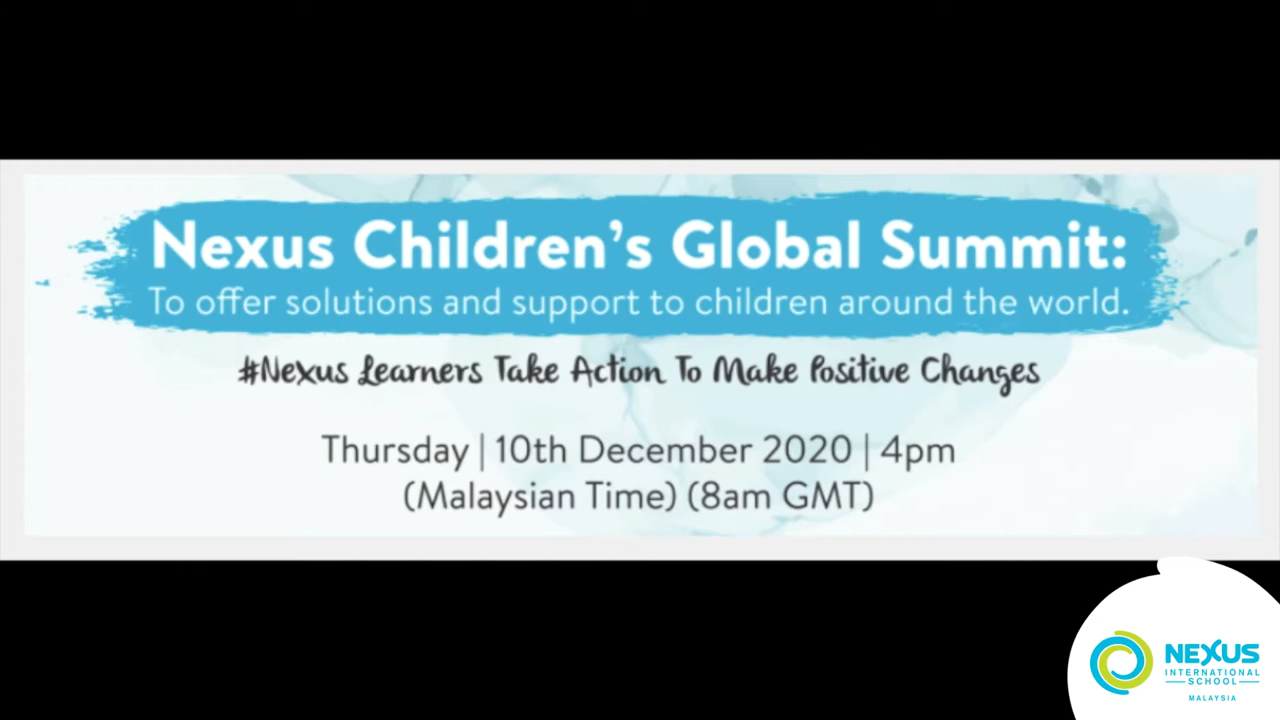 Nexus Children's Global Summit:
To offer solutions and support to children around the world.
#Nexus Learners Take Action To Make Positive Changes
Thursday | 10th December 2020 | 4pm
(Malaysian Time) (8am GMT)
NEXUS
INTERNATIONAL
SCHOOL
MALAYSIA